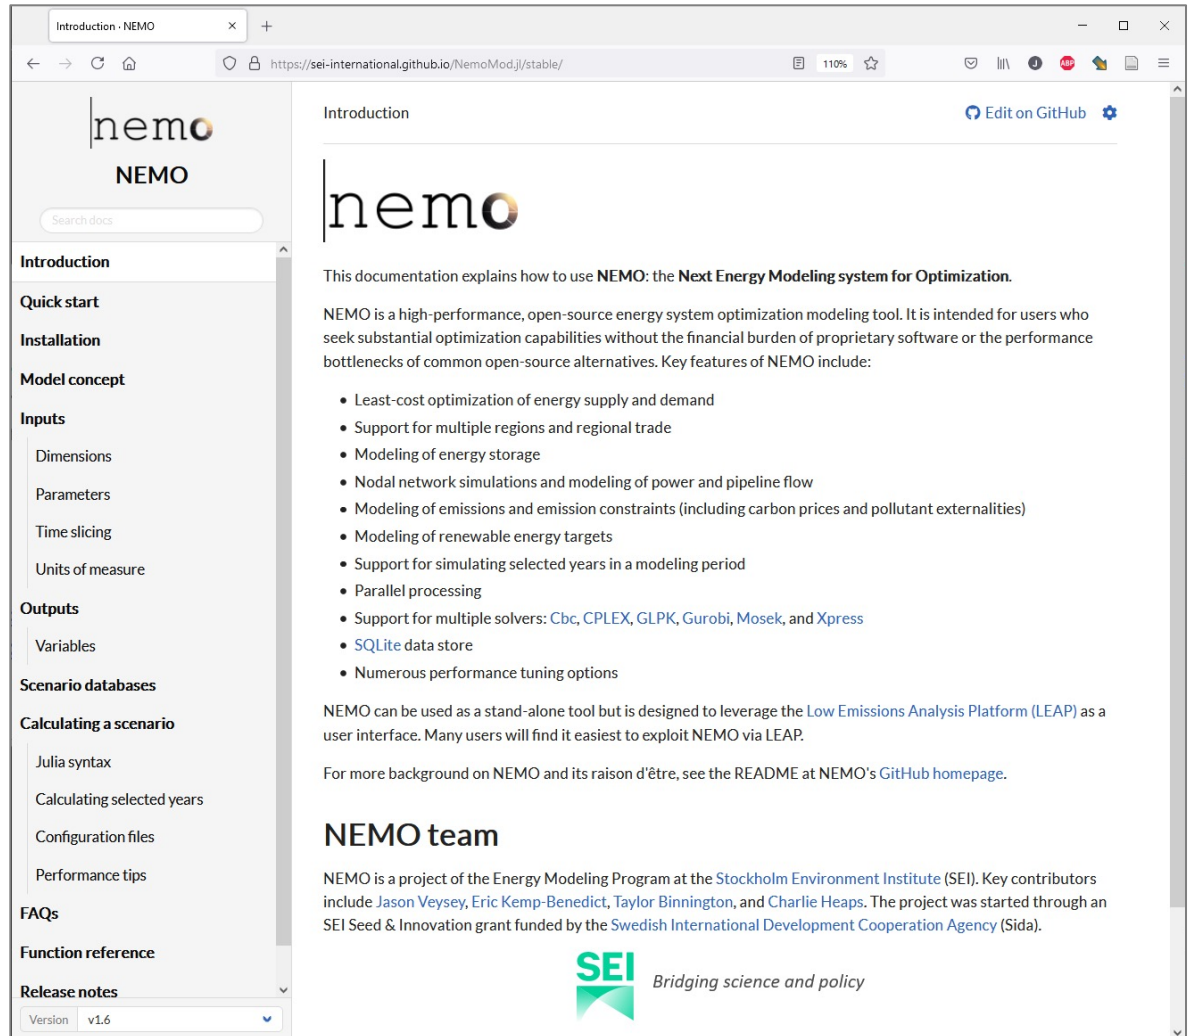 Introduction · NEMO
https://sei-international.github.io/NemoMod.jl/stable/
110%
J
ABP
nemo
NEMO
Search docs
Introduction
Quick start
Installation
Model concept
Inputs
Dimensions
Parameters
Time slicing
Units of measure
Outputs
Variables
Scenario databases
Calculating a scenario
Julia syntax
Calculating selected years
Configuration files
Performance tips
FAQs
Function reference
Release notes
Version v1.6
Introduction
Edit on GitHub
nemo
This documentation explains how to use NEMO: the Next Energy Modeling system for Optimization.
NEMO is a high-performance, open-source energy system optimization modeling tool. It is intended for users who
seek substantial optimization capabilities without the financial burden of proprietary software or the performance
bottlenecks of common open-source alternatives. Key features of NEMO include:
• Least-cost optimization of energy supply and demand
• Support for multiple regions and regional trade
• Modeling of energy storage
• Nodal network simulations and modeling of power and pipeline flow
• Modeling of emissions and emission constraints (including carbon prices and pollutant externalities)
• Modeling of renewable energy targets
• Support for simulating selected years in a modeling period
• Parallel processing
• Support for multiple solvers: Cbc, CPLEX, GLPK, Gurobi, Mosek, and Xpress
• SQLite data store
• Numerous performance tuning options
NEMO can be used as a stand-alone tool but is designed to leverage the Low Emissions Analysis Platform (LEAP) as a
user interface. Many users will find it easiest to exploit NEMO via LEAP.
For more background on NEMO and its raison d'être, see the README at NEMO's GitHub homepage.
NEMO team
NEMO is a project of the Energy Modeling Program at the Stockholm Environment Institute (SEI). Key contributors
include Jason Veysey, Eric Kemp-Benedict, Taylor Binnington, and Charlie Heaps. The project was started through an
SEI Seed & Innovation grant funded by the Swedish International Development Cooperation Agency (Sida).
SEI
Bridging science and policy